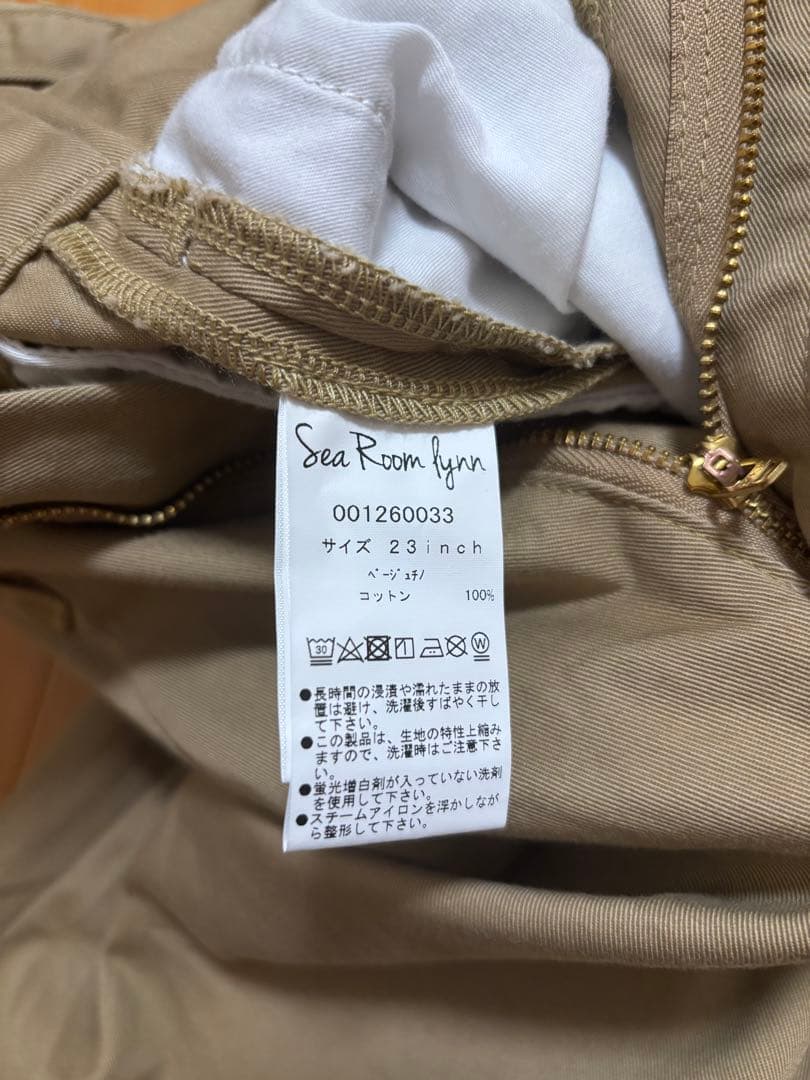 Sea Room lynn
001260033
サイズ 23inch
ベージュチノ
コットン 100%
30
W
●長時間の浸漬や濡れたままの放
置は避け、洗濯後すばやく干し
て下さい。
●この製品は、生地の特性上縮み
ますので、洗濯時はご注意下さ
い。
●蛍光増白剤が入っていない洗剤
を使用して下さい。
●スチームアイロンを浮かしなが
ら整形して下さい。